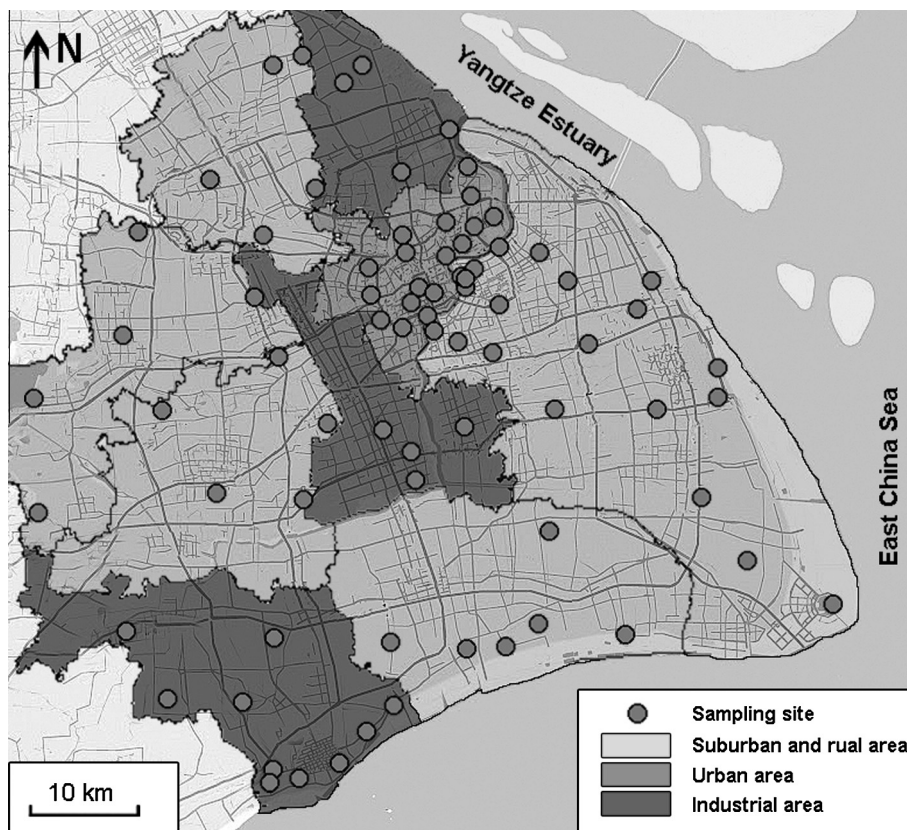 N
Yangtze Estuary
East China Sea
10 km
Sampling site
Suburban and rual area
Urban area
Industrial area